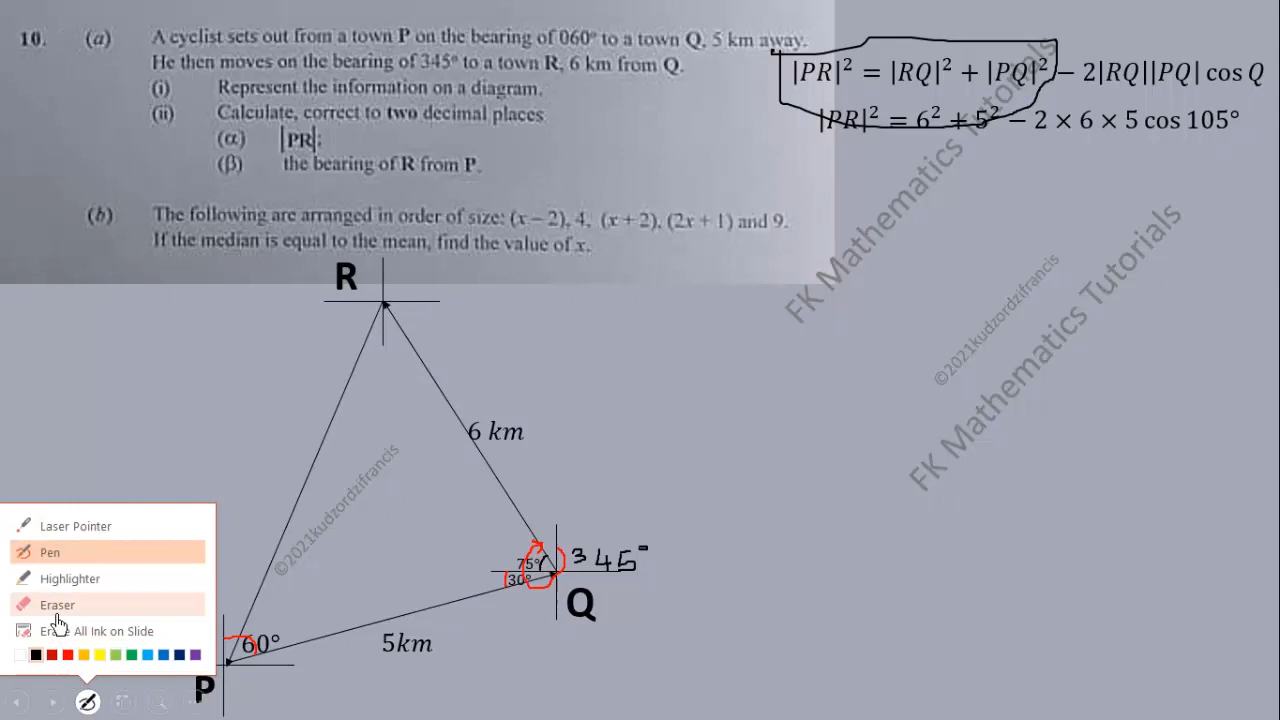 10. (a) A cyclist sets out from a town P on the bearing of 060° to a town Q, 5 km away.
He then moves on the bearing of 345° to a town R, 6 km from Q.
(i) Represent the information on a diagram.
(ii) Calculate, correct to two decimal places
(α) |PR|;
(β) the bearing of R from P.
(b) The following are arranged in order of size: (x – 2), 4, (x + 2), (2x + 1) and 9.
If the median is equal to the mean, find the value of x.
|PR|² = |RQ|² + |PQ|² − 2|RQ||PQ| cos Q
|PR|² = 6² + 5² − 2 × 6 × 5 cos 105°
FK Mathematics Tutorials
©2021kudzordzifrancis
FK Mathematics Tutorials
R
6 km
©2021kudzordzifrancis
75°
345°
30°
Q
60°
5km
P
Laser Pointer
Pen
Highlighter
Eraser
Erase All Ink on Slide